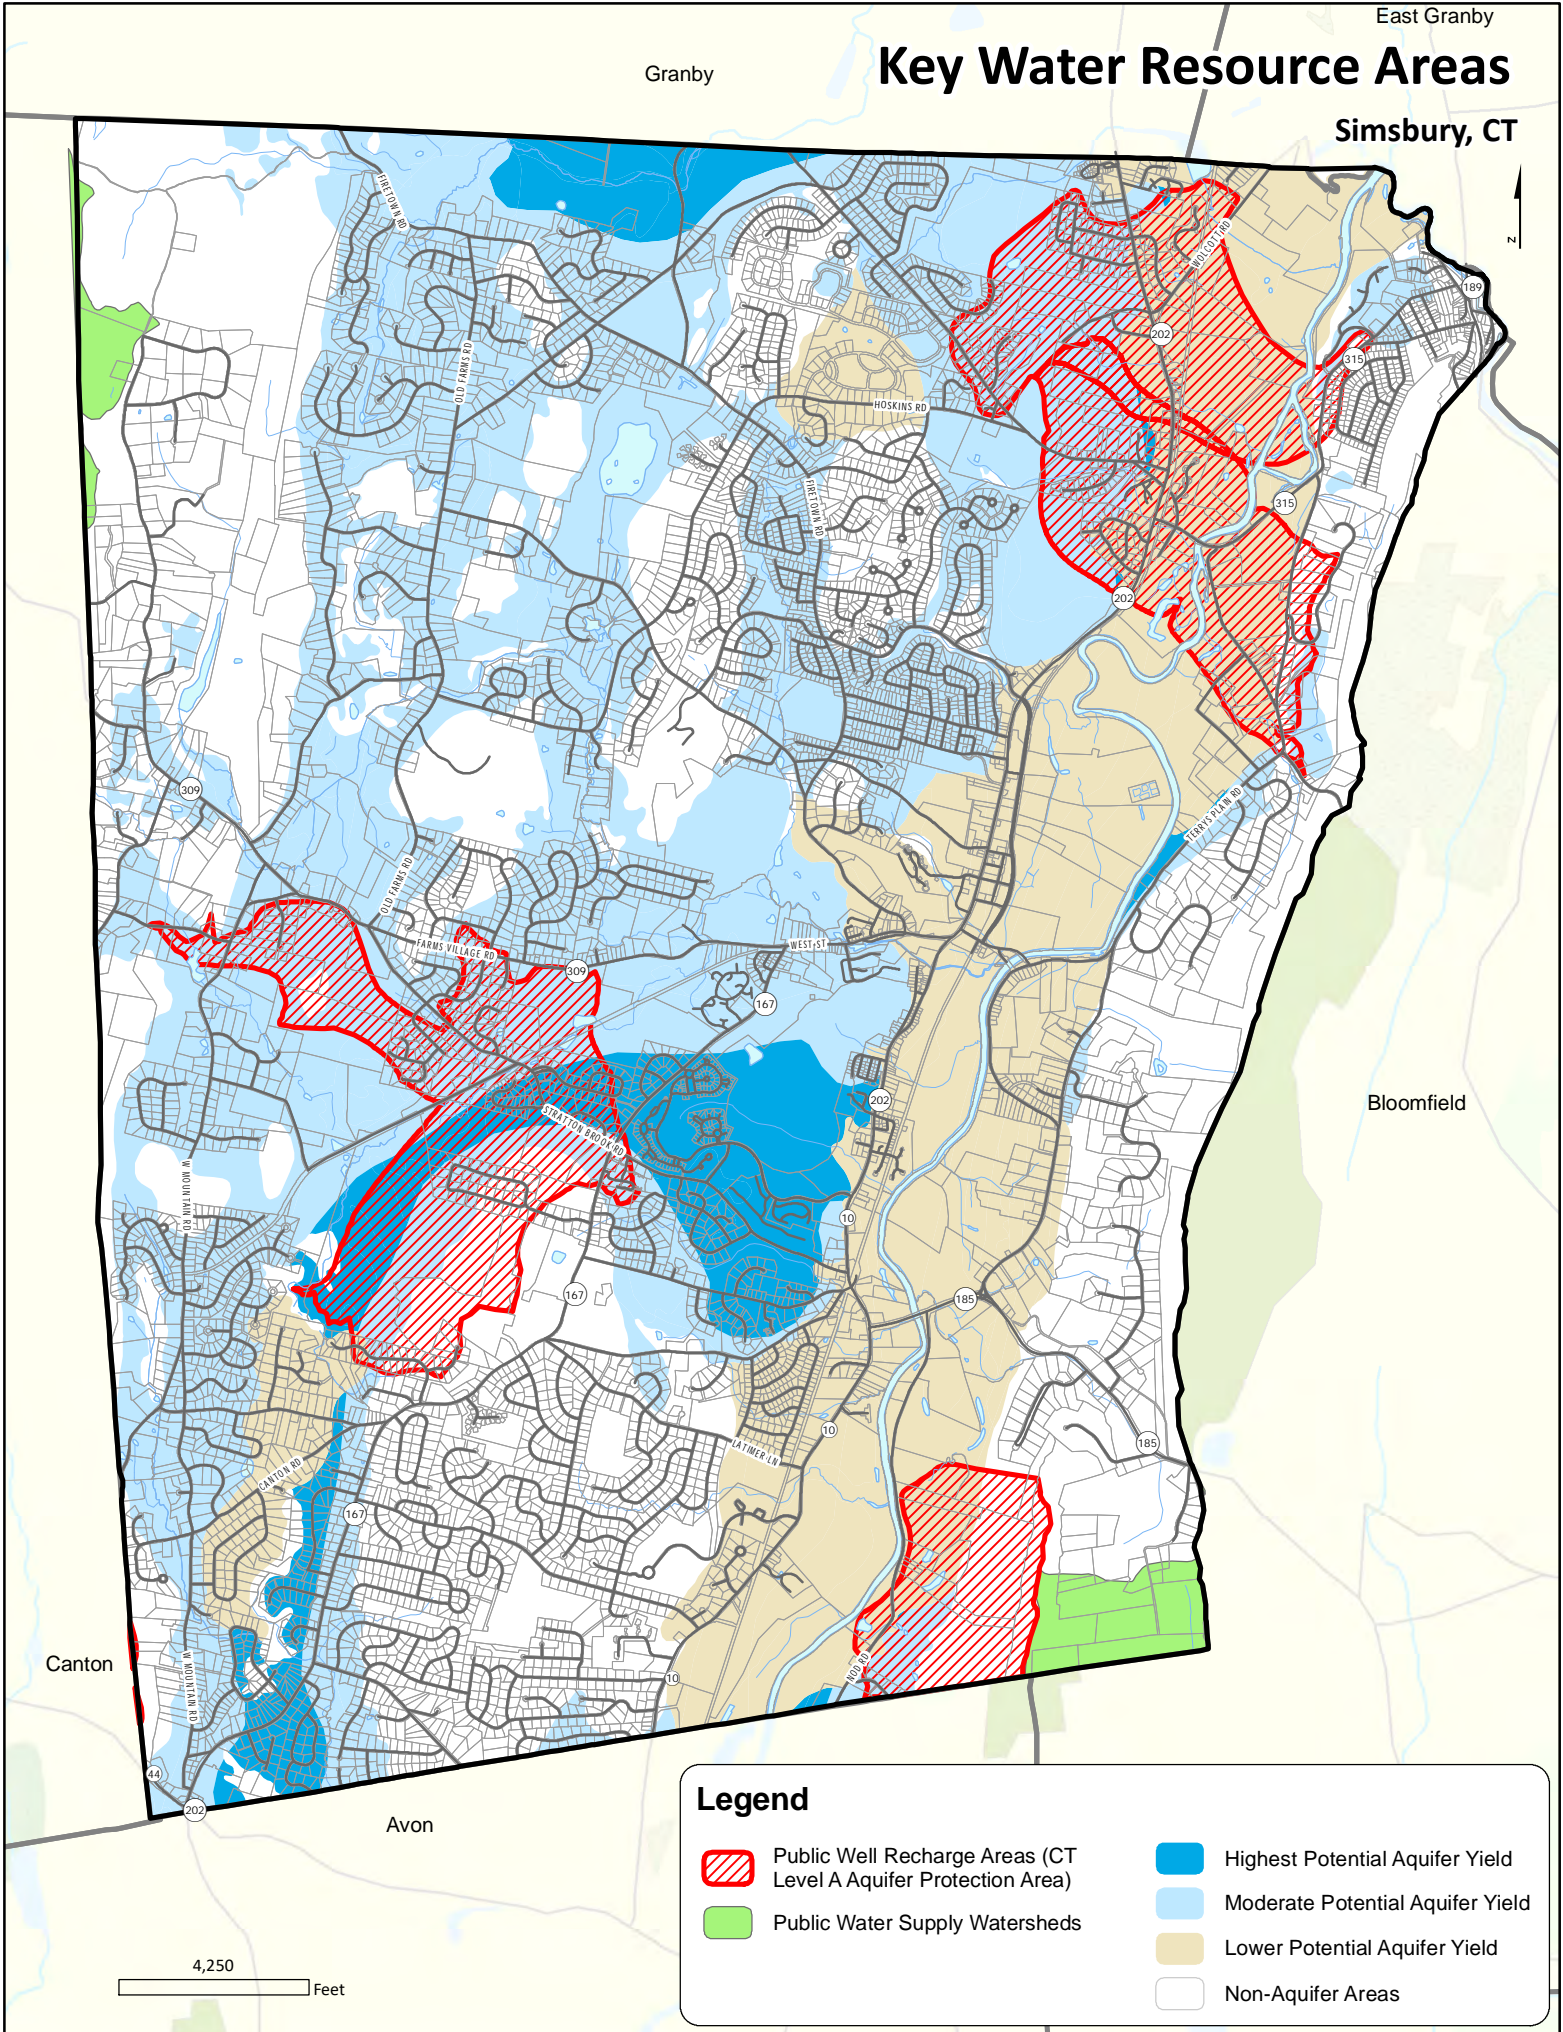 East Granby
Granby
Key Water Resource Areas
Simsbury, CT
N
FIRETOWN RD
WOLCOTT RD
189
202
315
OLD FARMS RD
HOSKINS RD
FIRETOWN RD
315
202
309
TERRYS PLAIN RD
OLD FARMS RD
FARMS VILLAGE RD
WEST ST
309
167
202
Bloomfield
STRATTON BROOK RD
W MOUNTAIN RD
10
167
185
10
185
LATIMER LN
CANTON RD
167
Canton
W MOUNTAIN RD
NOD RD
10
44
202
Avon
Legend
Public Well Recharge Areas (CT
Level A Aquifer Protection Area)
Public Water Supply Watersheds
Highest Potential Aquifer Yield
Moderate Potential Aquifer Yield
Lower Potential Aquifer Yield
Non-Aquifer Areas
4,250
Feet